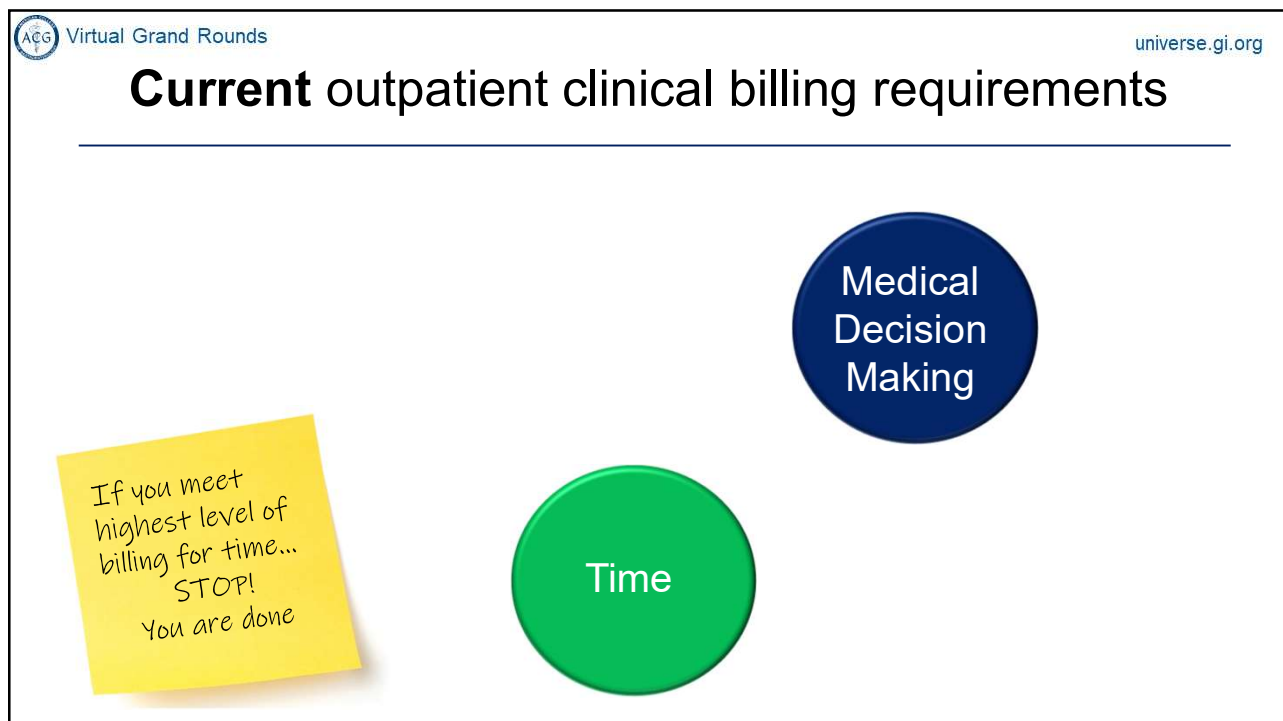 ACG
Virtual Grand Rounds
universe.gi.org
Current outpatient clinical billing requirements
Medical
Decision
Making
If you meet
highest level of
billing for time...
STOP!
You are done
Time